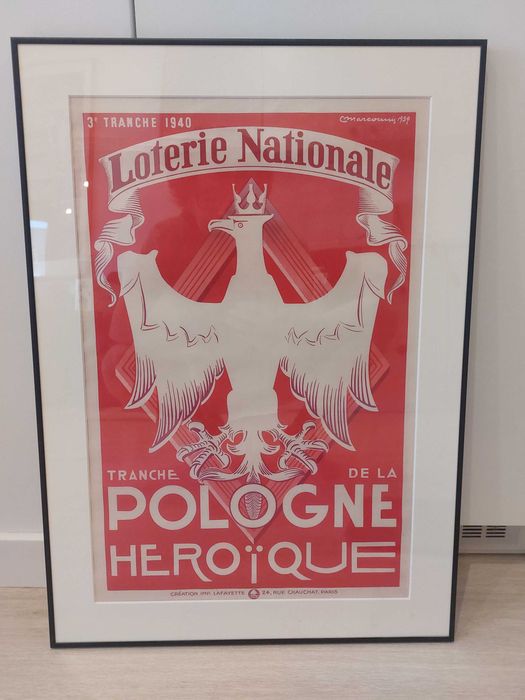 3e TRANCHE 1940
Loterie Nationale
TRANCHE DE LA
POLOGNE
HEROÏQUE
CRÉATION IMP. LAFAYETTE 24, RUE CHAUCHAT, PARIS